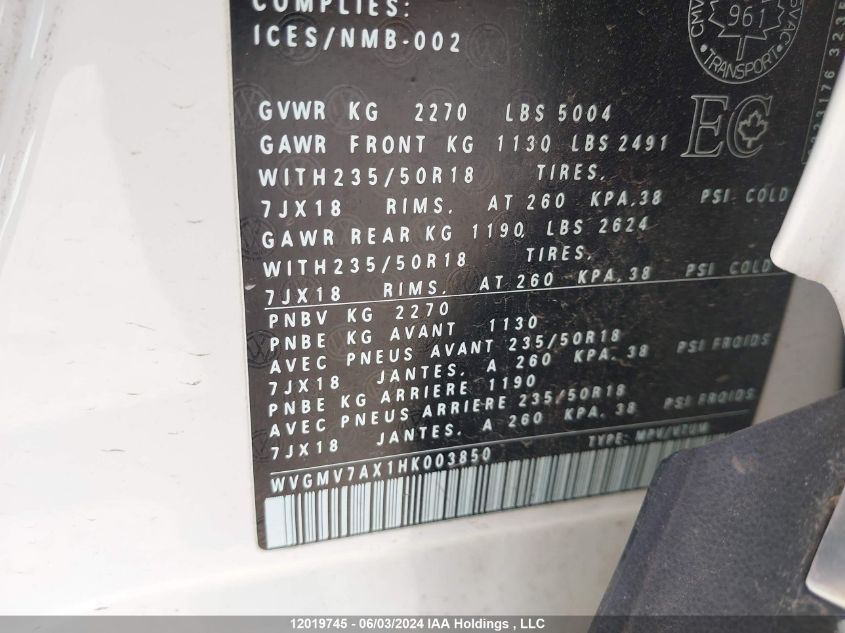 COMPLIES:
ICES/NMB-002
961
TRANSPORT
EC
GVWR KG 2270 LBS 5004
GAWR FRONT KG 1130 LBS 2491
WITH235/50R18 TIRES,
7JX18 RIMS, AT 260 KPA,38 PSI COLD
GAWR REAR KG 1190 LBS 2624
WITH235/50R18 TIRES,
7JX18 RIMS, AT 260 KPA,38 PSI COLD
PNBV KG 2270
PNBE KG AVANT 1130
AVEC PNEUS AVANT 235/50R18
7JX18 JANTES, A 260 KPA,38 PSI FROIDS
PNBE KG ARRIERE 1190
AVEC PNEUS ARRIERE 235/50R18
7JX18 JANTES, A 260 KPA, 38 PSI FROIDS
TYPE: MPV/VTUM
WVGMV7AX1HK003850
12019745 - 06/03/2024 IAA Holdings, LLC